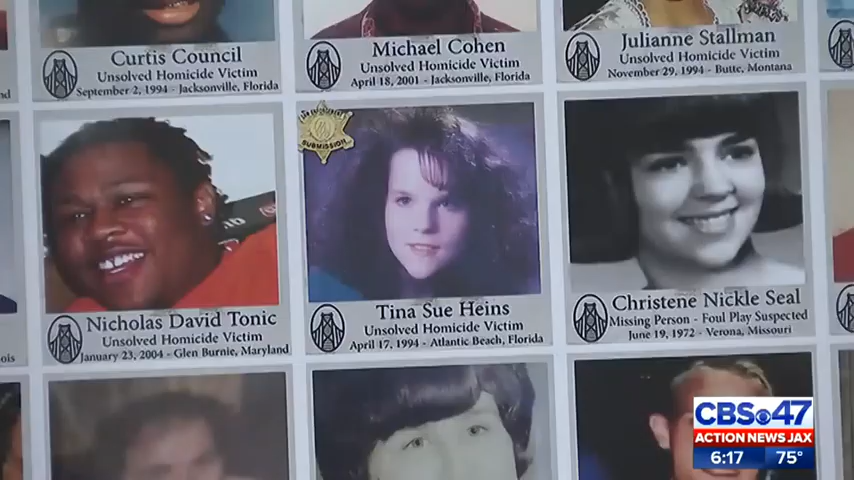 Curtis Council
Unsolved Homicide Victim
September 2, 1994 - Jacksonville, Florida
Michael Cohen
Unsolved Homicide Victim
April 18, 2001 - Jacksonville, Florida
Julianne Stallman
Unsolved Homicide Victim
November 29, 1994 - Butte, Montana
SUBMISSION
Nicholas David Tonic
Unsolved Homicide Victim
January 23, 2004 - Glen Burnie, Maryland
Tina Sue Heins
Unsolved Homicide Victim
April 17, 1994 - Atlantic Beach, Florida
Christene Nickle Seal
Missing Person - Foul Play Suspected
June 19, 1972 - Verona, Missouri
CBS 47
ACTION NEWS JAX
6:17 75°